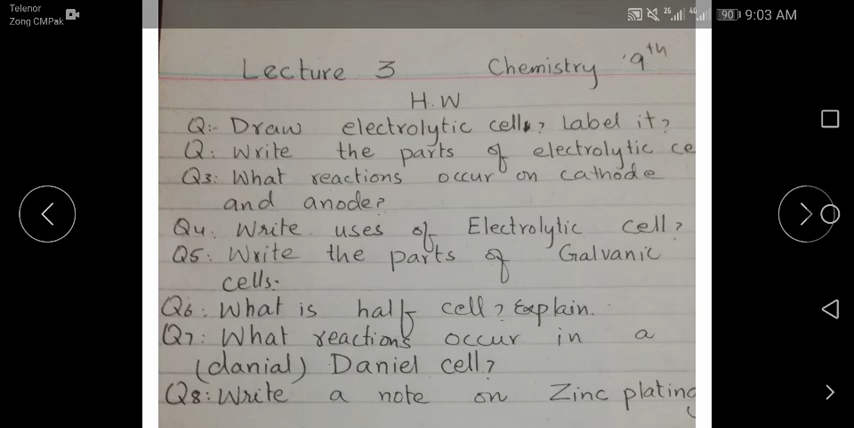 Telenor
Zong CMPak
26
4G
90
9:03 AM
Lecture 3 Chemistry 9th
H.W
Q:- Draw electrolytic cell? Label it?
Q: Write the parts of electrolytic ce
Q3: What reactions occur on cathode
and anode?
Q4: Write uses of Electrolytic cell?
Q5: Write the parts of Galvanic
cells.
Q6: What is half cell? Explain.
Q7: What reactions occur in a
(danial) Daniel cell?
Q8: Write a note on Zinc plating